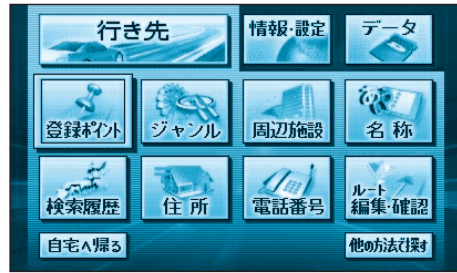 行き先
情報・設定
データ
登録ポイント
ジャンル
周辺施設
名称
検索履歴
住所
電話番号
ルート
編集・確認
自宅へ帰る
他の方法で探す